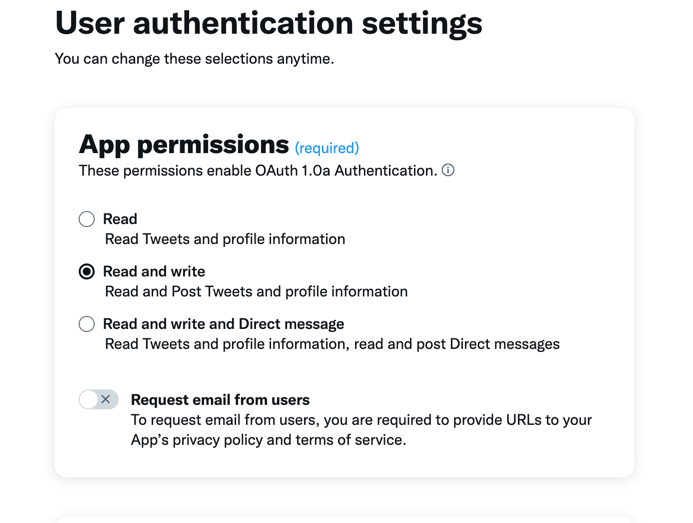 User authentication settings
You can change these selections anytime.
App permissions (required)
These permissions enable OAuth 1.0a Authentication.
Read
Read Tweets and profile information
Read and write
Read and Post Tweets and profile information
Read and write and Direct message
Read Tweets and profile information, read and post Direct messages
Request email from users
To request email from users, you are required to provide URLs to your
App’s privacy policy and terms of service.